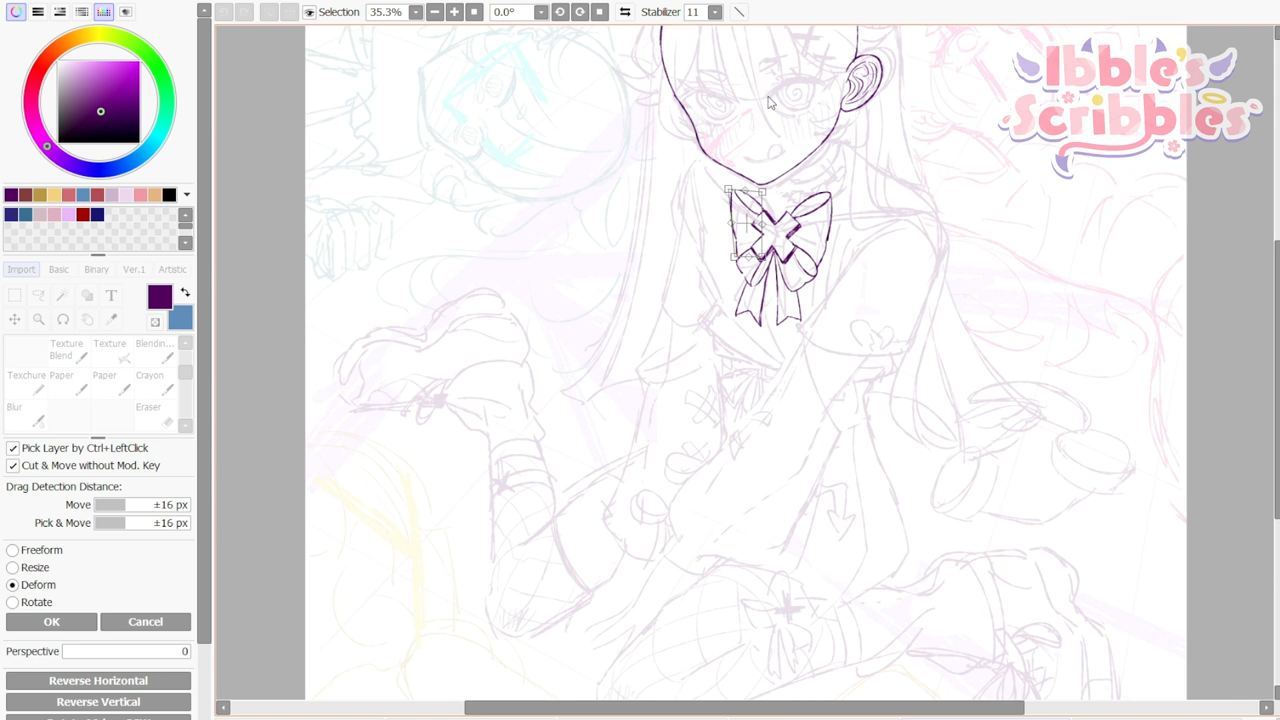 Selection 35.3% 0.0° Stabilizer 11
Ibble's
Scribbles
Import Basic Binary Ver.1 Artistic
T
Texture Texture Blendin...
Blend
Texchure Paper Paper Crayon
Blur Eraser
Pick Layer by Ctrl+LeftClick
Cut & Move without Mod. Key
Drag Detection Distance:
Move ±16 px
Pick & Move ±16 px
Freeform
Resize
Deform
Rotate
OK Cancel
Perspective 0
Reverse Horizontal
Reverse Vertical